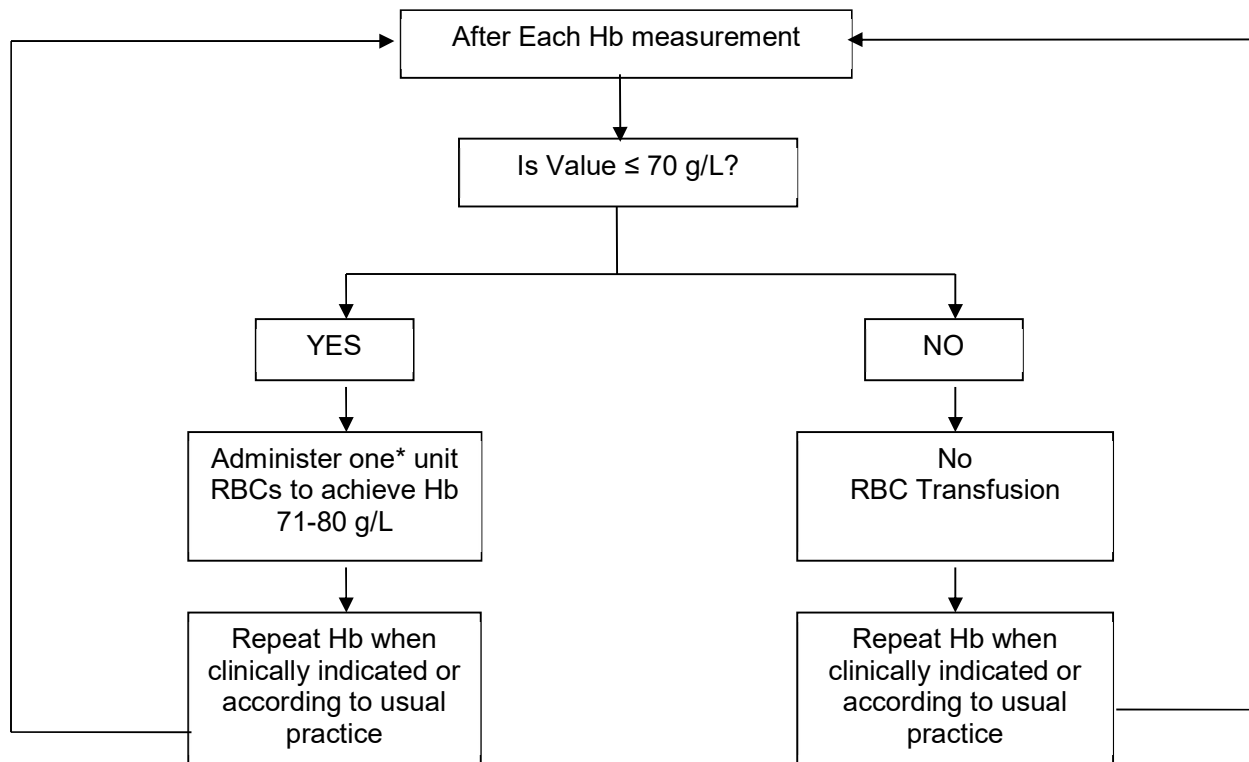 After Each Hb measurement
Is Value ≤ 70 g/L?
YES
NO
Administer one* unit
RBCs to achieve Hb
71-80 g/L
No
RBC Transfusion
Repeat Hb when
clinically indicated or
according to usual
practice
Repeat Hb when
clinically indicated or
according to usual
practice